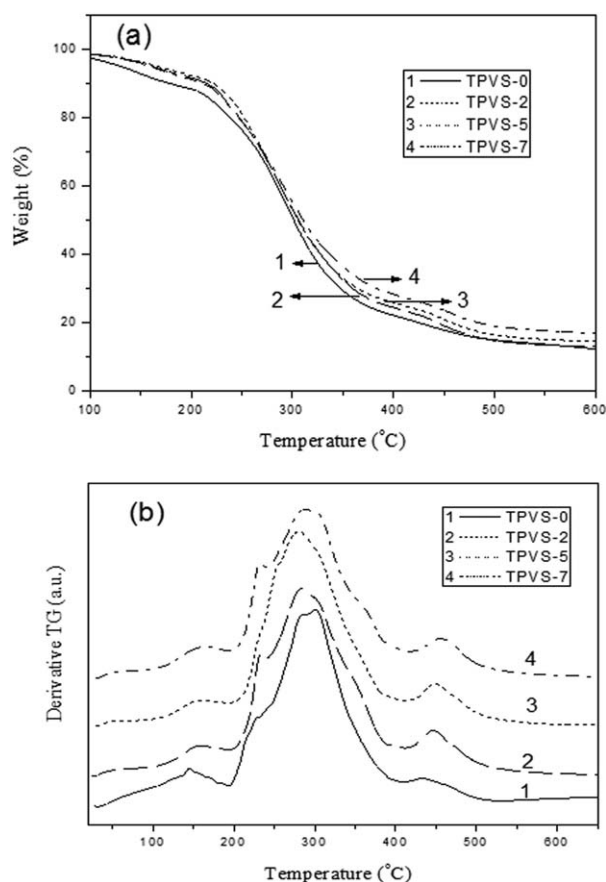 (a)
100
80
60
40
20
0
Weight (%)
1 TPVS-0
2 TPVS-2
3 TPVS-5
4 TPVS-7
1
4
2
3
100 200 300 400 500 600
Temperature (°C)
(b)
Derivative TG (a.u.)
1 TPVS-0
2 TPVS-2
3 TPVS-5
4 TPVS-7
4
3
2
1
100 200 300 400 500 600
Temperature (°C)